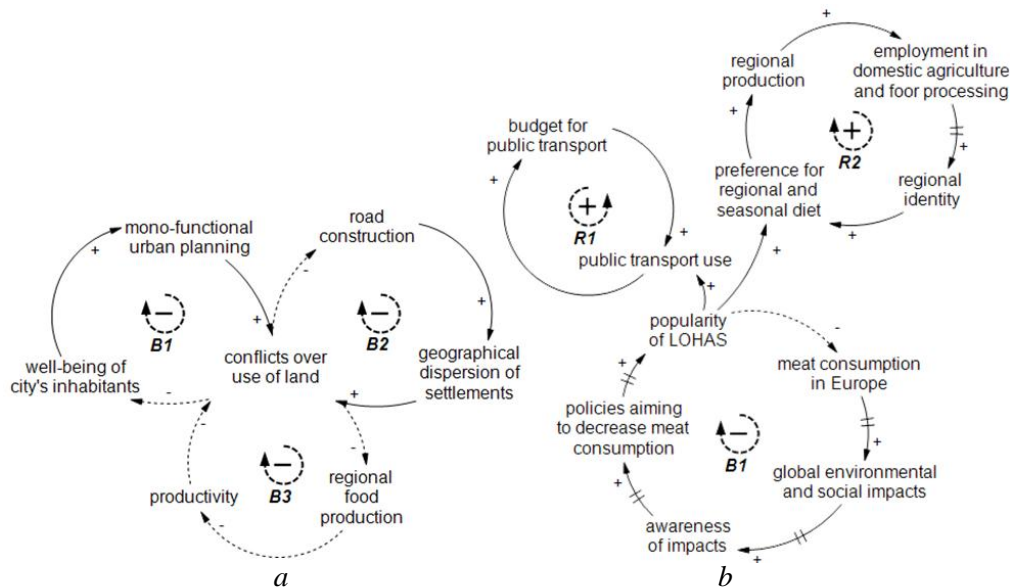 mono-functional
urban planning
+
+
B1
well-being of
city's inhabitants
-
conflicts over
use of land
road
construction
-
+
B2
geographical
dispersion of
settlements
+
-
regional
food
production
-
B3
productivity
-
a
budget for
public transport
+
+
R1
public transport use
+
regional
production
+
employment in
domestic agriculture
and foor processing
+
R2
+
regional
identity
+
preference for
regional and
seasonal diet
+
popularity
of LOHAS
-
meat consumption
in Europe
+
global environmental
and social impacts
+
awareness
of impacts
+
policies aiming
to decrease meat
consumption
+
B1
b